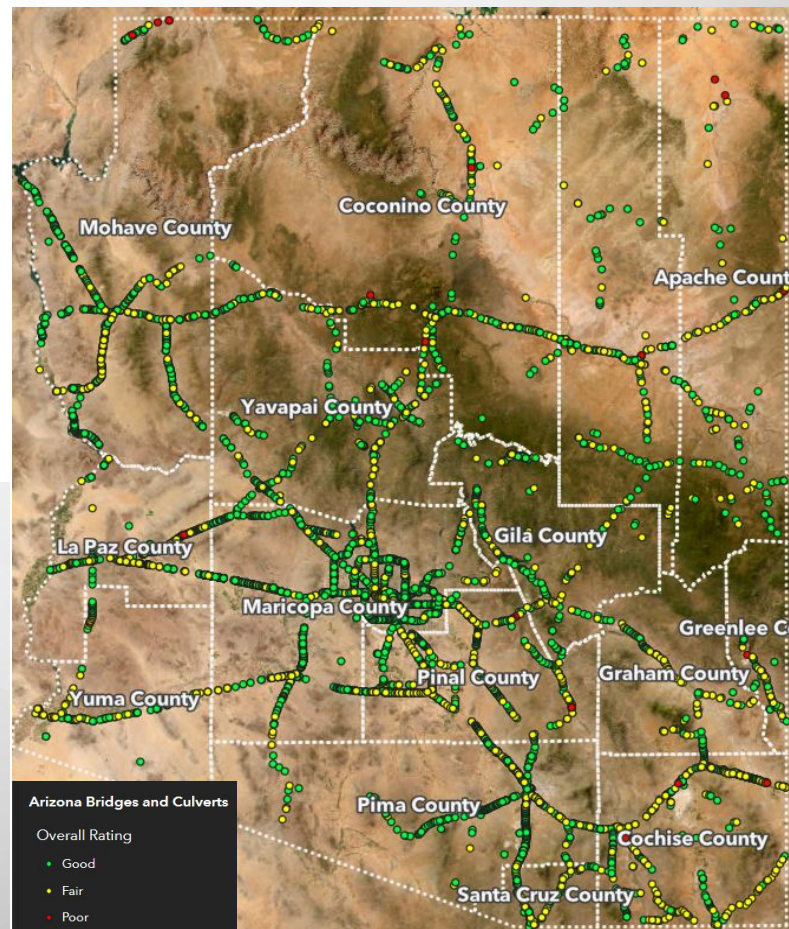 Coconino County
Mohave County
Apache Count
Yavapai County
La Paz County
Gila County
Maricopa County
Greenlee C
Graham County
Pinal County
Yuma County
Pima County
Cochise County
Santa Cruz County
Arizona Bridges and Culverts
Overall Rating
Good
Fair
Poor